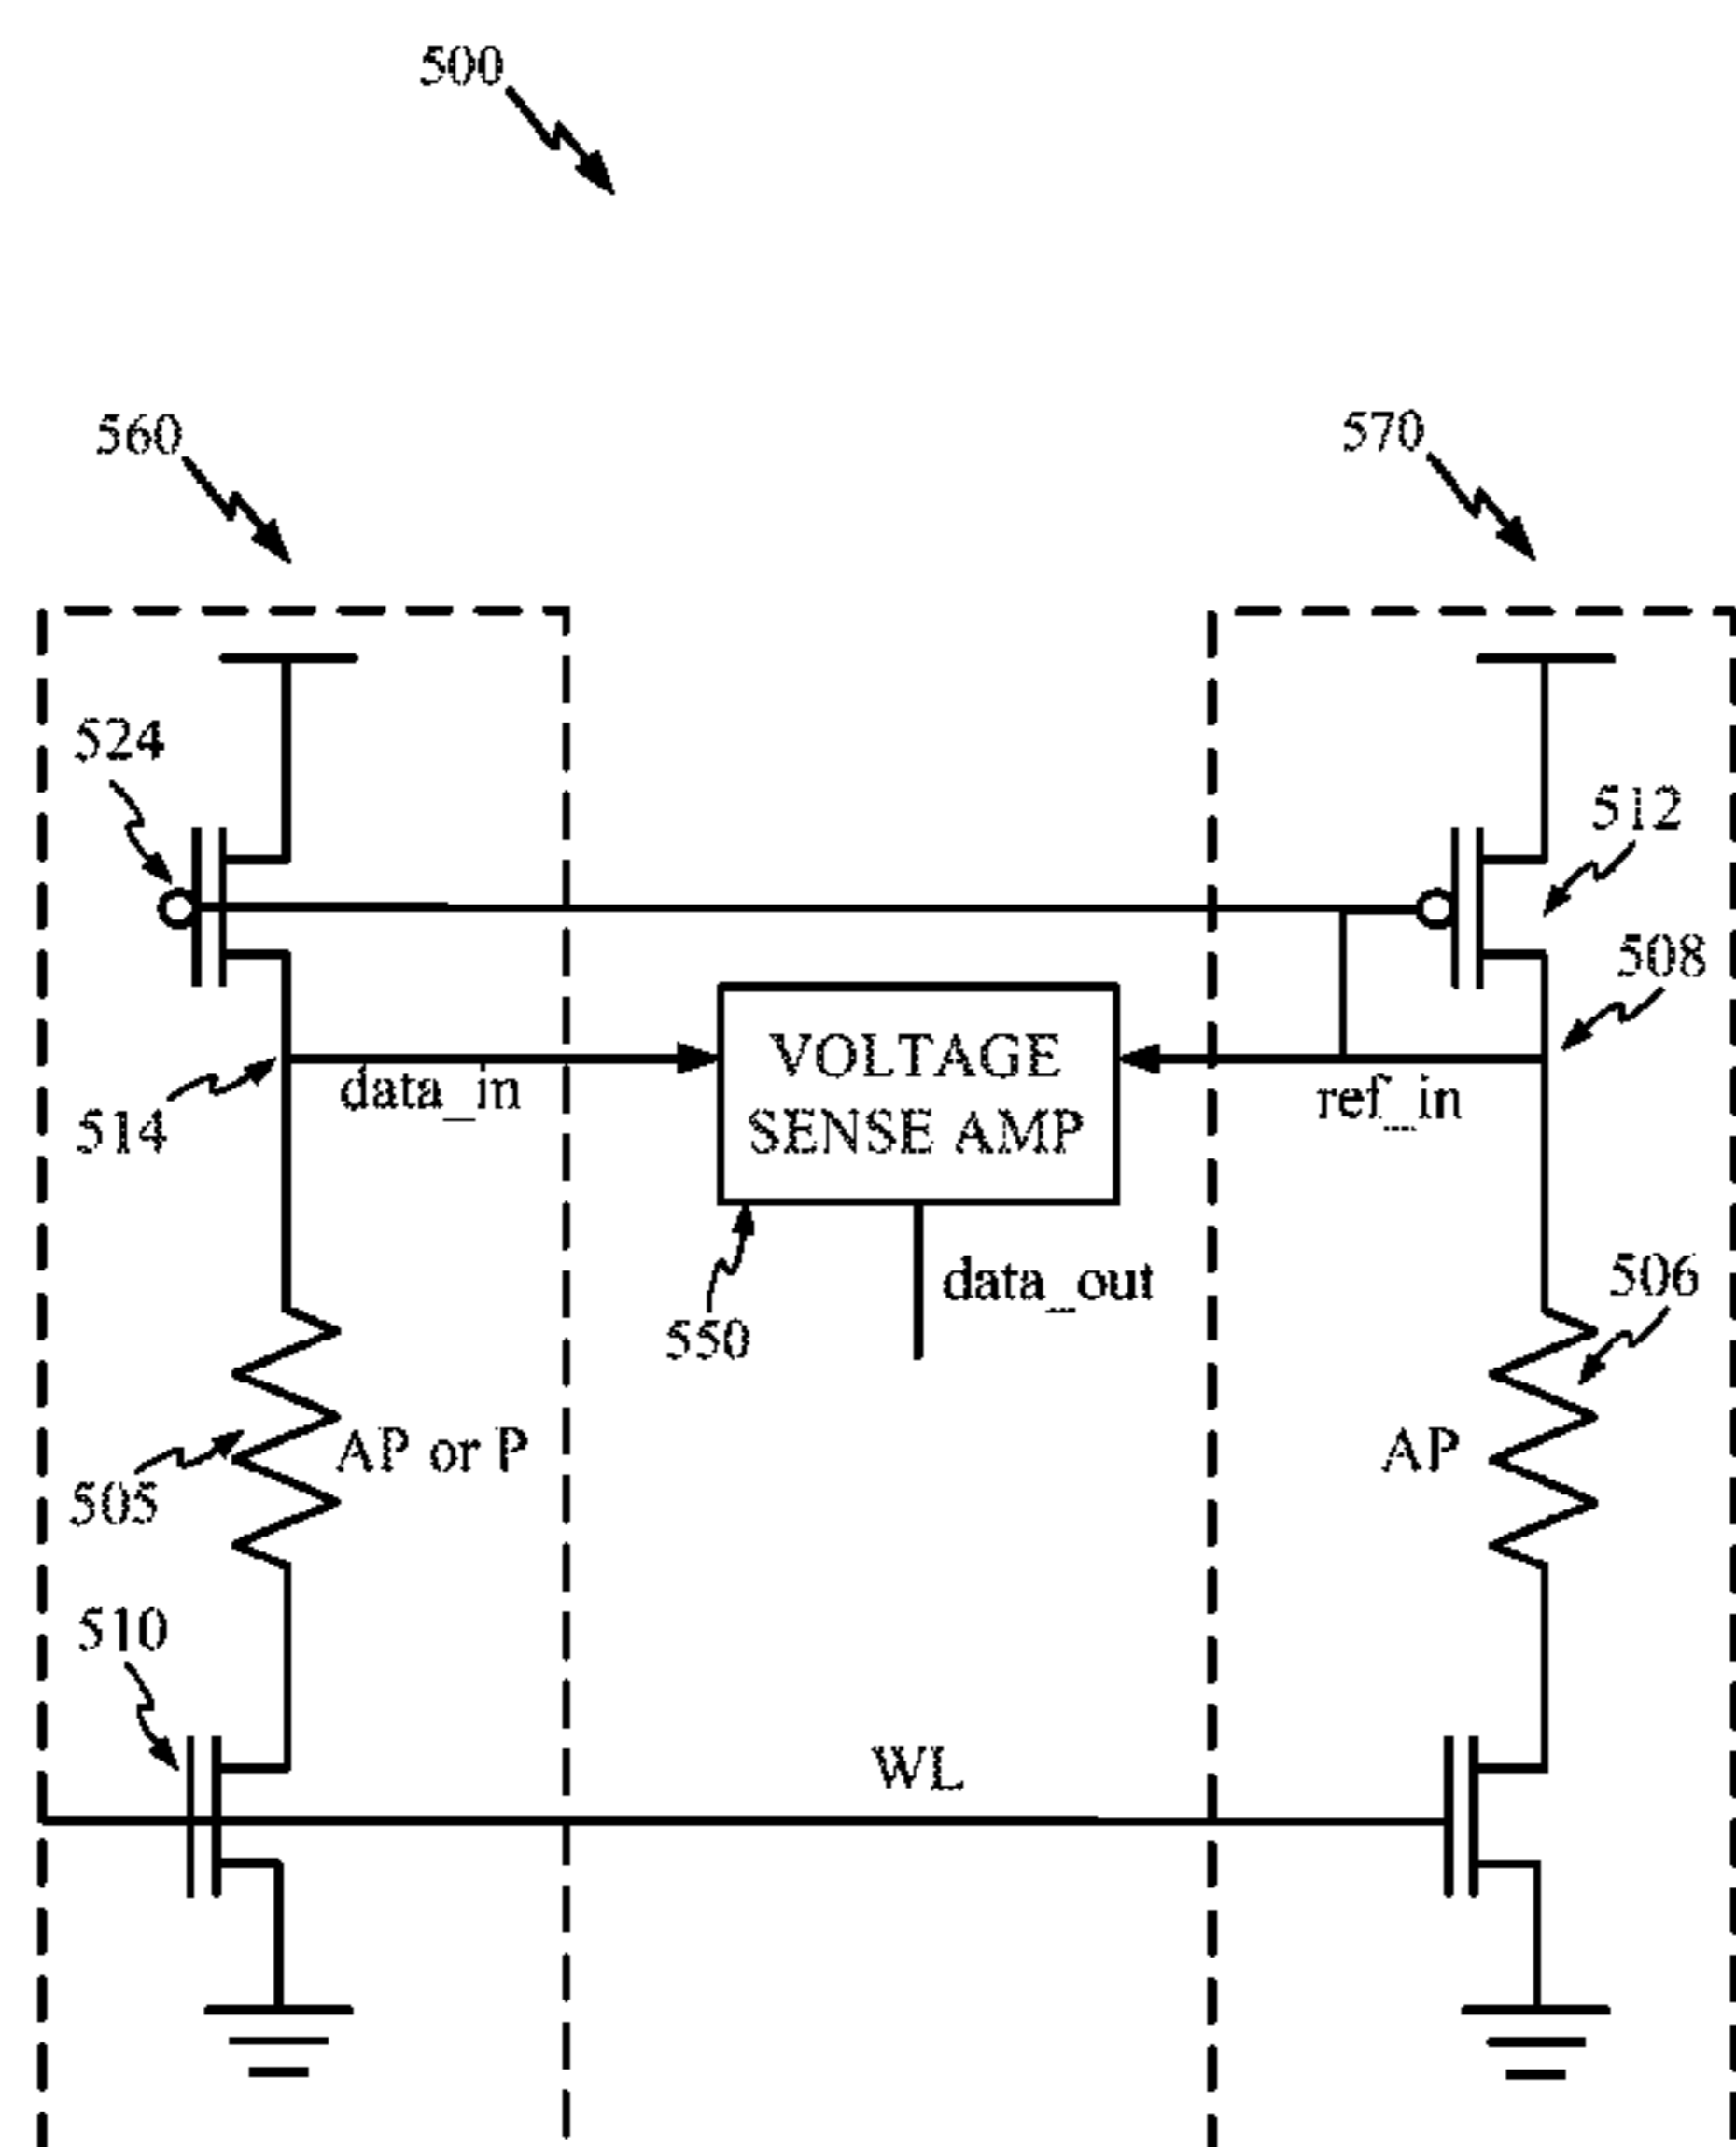 500
560
570
524
512
508
VOLTAGE
SENSE AMP
data_in
ref_in
514
data_out
550
506
AP or P
AP
505
510
WL